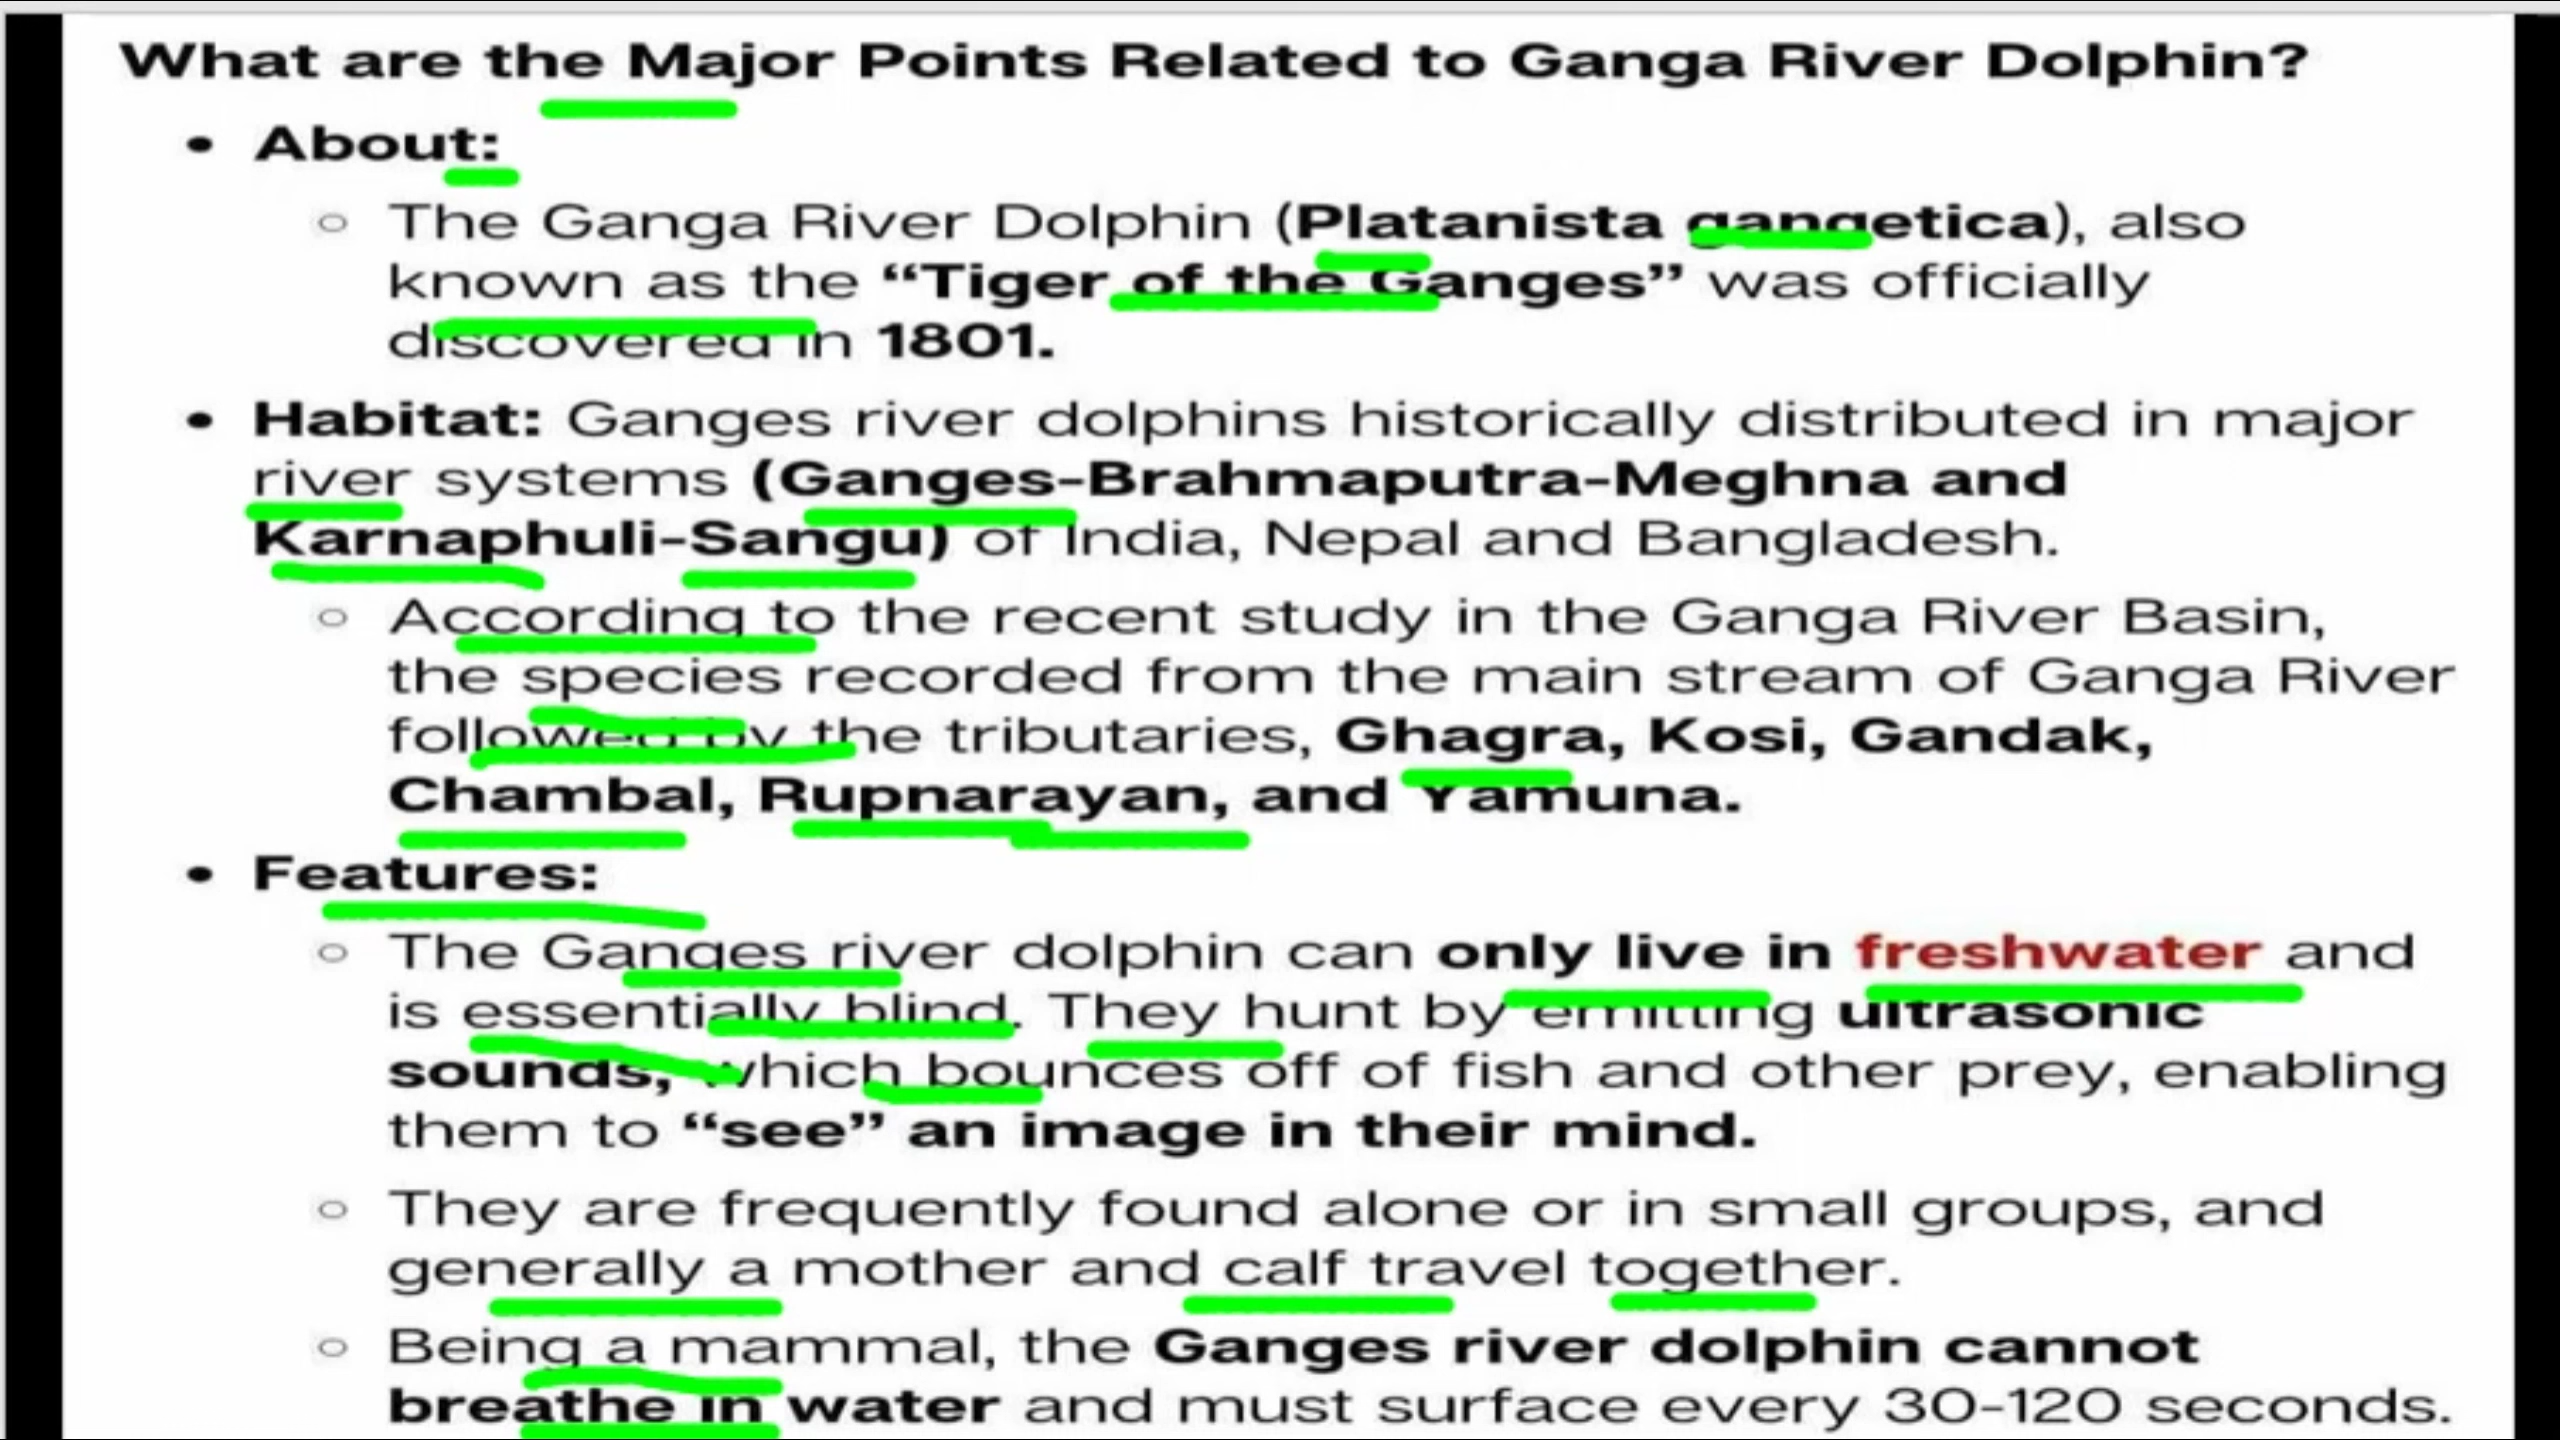 What are the Major Points Related to Ganga River Dolphin?
• About:
○ The Ganga River Dolphin (Platanista gangetica), also
known as the “Tiger of the Ganges” was officially
discovered in 1801.
• Habitat: Ganges river dolphins historically distributed in major
river systems (Ganges-Brahmaputra-Meghna and
Karnaphuli-Sangu) of India, Nepal and Bangladesh.
○ According to the recent study in the Ganga River Basin,
the species recorded from the main stream of Ganga River
followed by the tributaries, Ghagra, Kosi, Gandak,
Chambal, Rupnarayan, and Yamuna.
• Features:
○ The Ganges river dolphin can only live in freshwater and
is essentially blind. They hunt by emitting ultrasonic
sounds, which bounces off of fish and other prey, enabling
them to “see” an image in their mind.
○ They are frequently found alone or in small groups, and
generally a mother and calf travel together.
○ Being a mammal, the Ganges river dolphin cannot
breathe in water and must surface every 30-120 seconds.